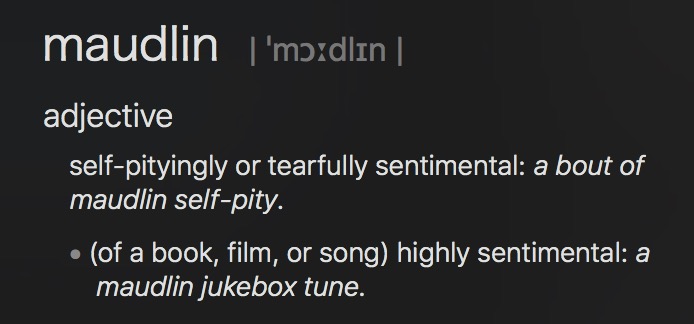 maudlin | ˈmɔːdlɪn |
adjective
self-pityingly or tearfully sentimental: a bout of
maudlin self-pity.
• (of a book, film, or song) highly sentimental: a
maudlin jukebox tune.